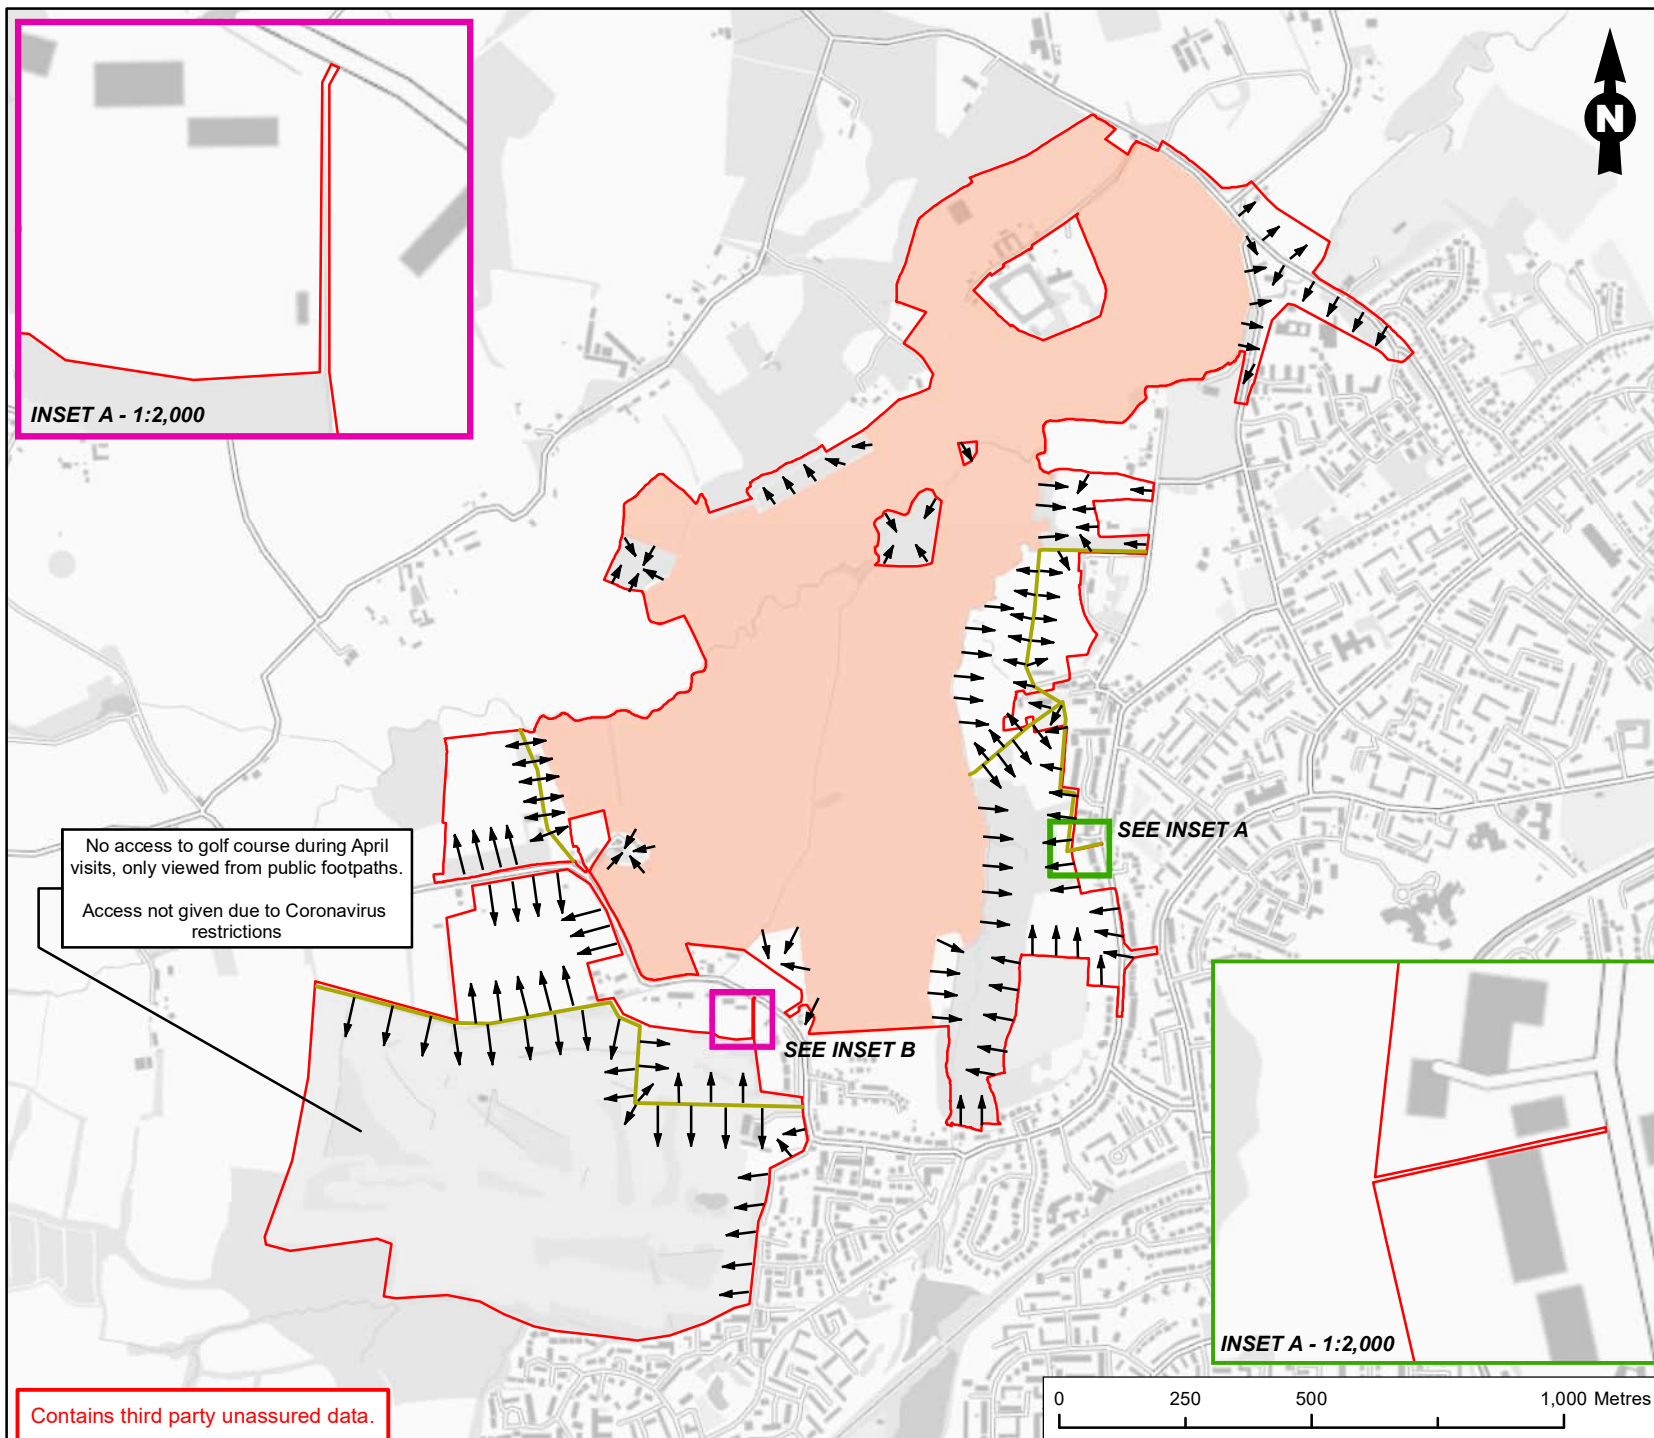 INSET A - 1:2,000
N
No access to golf course during April
visits, only viewed from public footpaths.
Access not given due to Coronavirus
restrictions
SEE INSET A
SEE INSET B
INSET A - 1:2,000
Contains third party unassured data.
0 250 500 1,000 Metres